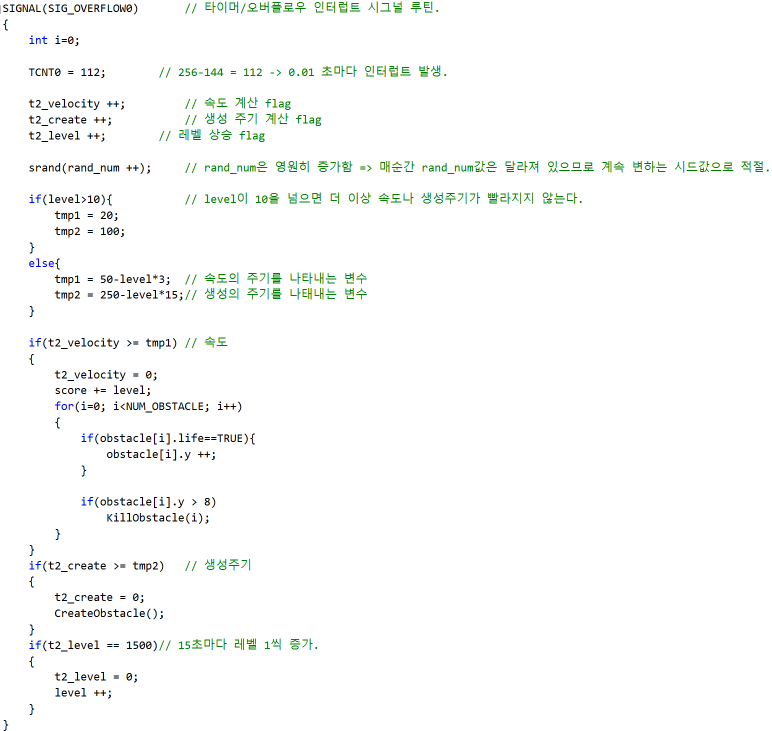 SIGNAL(SIG_OVERFLOW0)       // 타이머/오버플로우 인터럽트 시그널 루틴.
{
    int i=0;

    TCNT0 = 112;        // 256-144 = 112 -> 0.01 초마다 인터럽트 발생.

    t2_velocity ++;         // 속도 계산 flag
    t2_create ++;           // 생성 주기 계산 flag
    t2_level ++;        // 레벨 상승 flag

    srand(rand_num ++);     // rand_num은 영원히 증가함 => 매순간 rand_num값은 달라져 있으므로 계속 변하는 시드값으로 적절.

    if(level>10){           // level이 10을 넘으면 더 이상 속도나 생성주기가 빨라지지 않는다.
        tmp1 = 20;
        tmp2 = 100;
    }
    else{
        tmp1 = 50-level*3;  // 속도의 주기를 나타내는 변수
        tmp2 = 250-level*15;// 생성의 주기를 나태내는 변수
    }

    if(t2_velocity >= tmp1) // 속도
    {
        t2_velocity = 0;
        score += level;
        for(i=0; i<NUM_OBSTACLE; i++)
        {
            if(obstacle[i].life==TRUE){
                obstacle[i].y ++;
            }

            if(obstacle[i].y > 8)
                KillObstacle(i);
        }
    }
    if(t2_create >= tmp2)   // 생성주기
    {
        t2_create = 0;
        CreateObstacle();
    }
    if(t2_level == 1500)// 15초마다 레벨 1씩 증가.
    {
        t2_level = 0;
        level ++;
    }
}